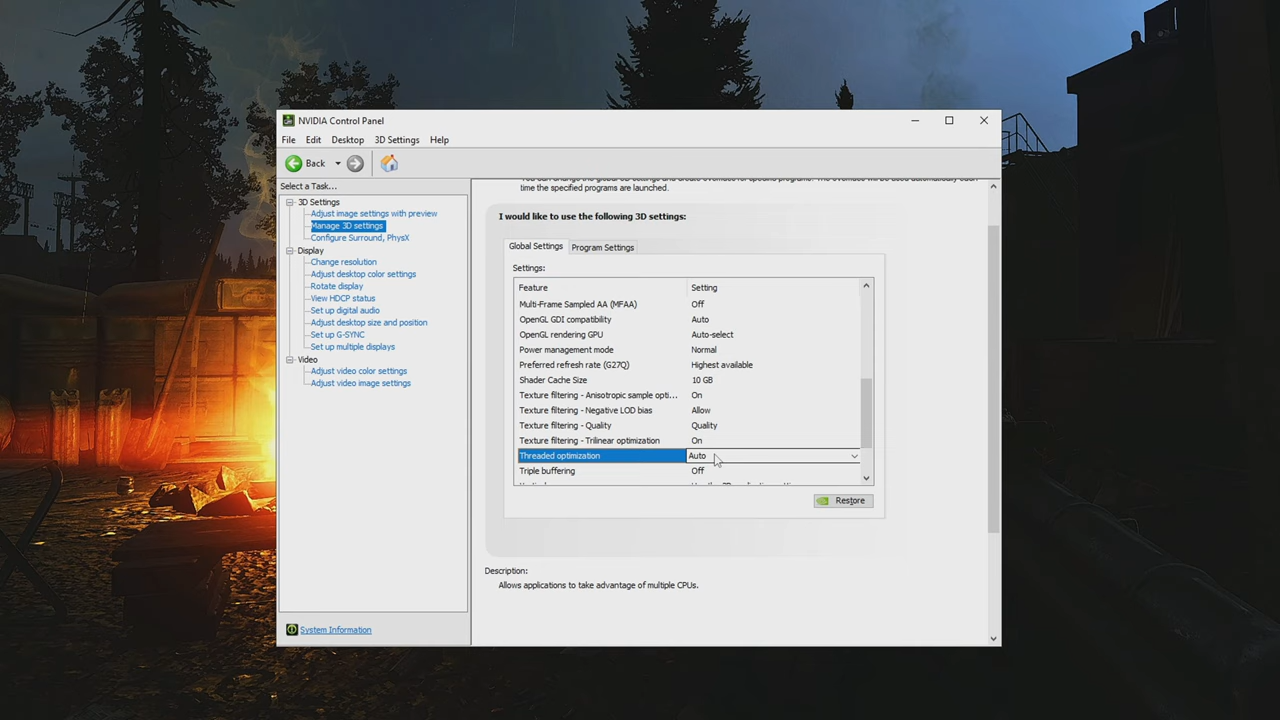 NVIDIA Control Panel
File Edit Desktop 3D Settings Help
Back
Select a Task...
3D Settings
Adjust image settings with preview
Manage 3D settings
Configure Surround, PhysX
Display
Change resolution
Adjust desktop color settings
Rotate display
View HDCP status
Set up digital audio
Adjust desktop size and position
Set up G-SYNC
Set up multiple displays
Video
Adjust video color settings
Adjust video image settings
System Information
time the specified programs are launched.
I would like to use the following 3D settings:
Global Settings Program Settings
Settings:
Feature Setting
Multi-Frame Sampled AA (MFAA) Off
OpenGL GDI compatibility Auto
OpenGL rendering GPU Auto-select
Power management mode Normal
Preferred refresh rate (G27Q) Highest available
Shader Cache Size 10 GB
Texture filtering - Anisotropic sample opti... On
Texture filtering - Negative LOD bias Allow
Texture filtering - Quality Quality
Texture filtering - Trilinear optimization On
Threaded optimization Auto
Triple buffering Off
Restore
Description:
Allows applications to take advantage of multiple CPUs.